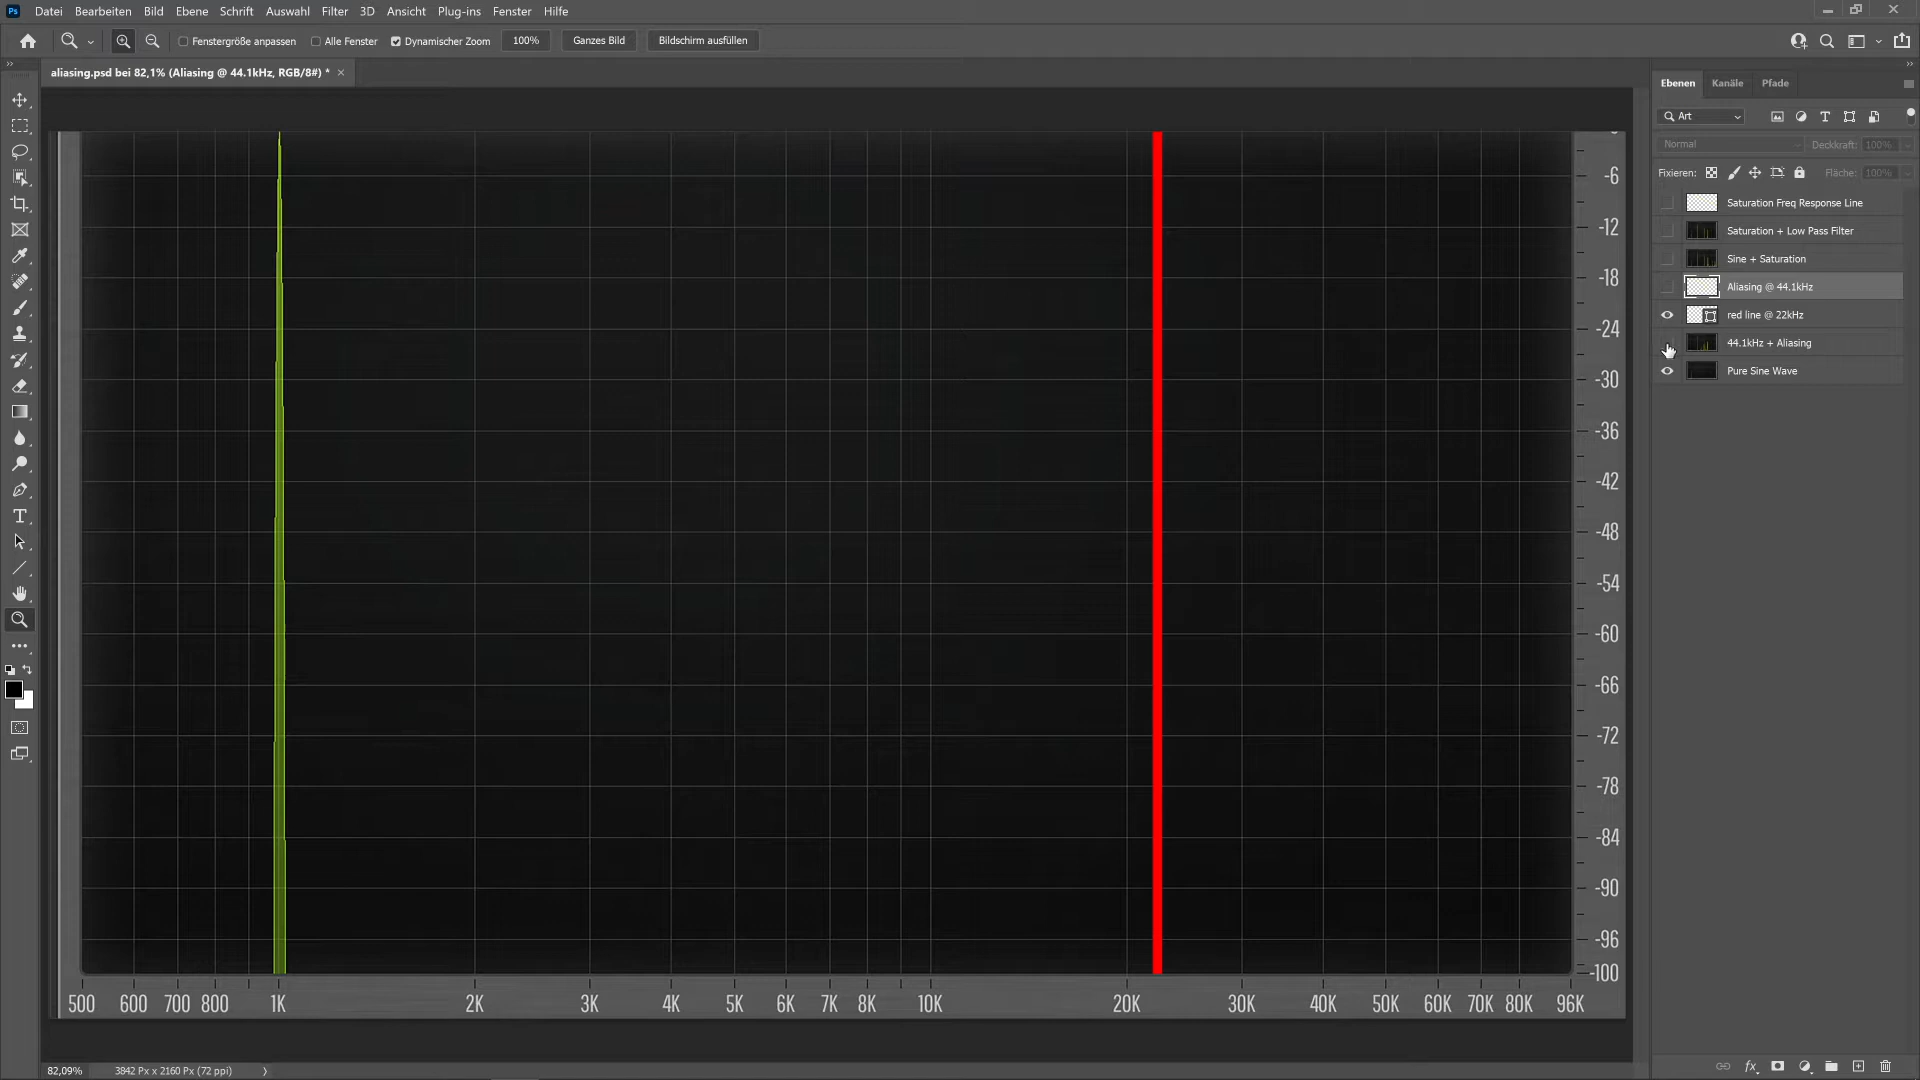 Ps Datei Bearbeiten Bild Ebene Schrift Auswahl Filter 3D Ansicht Plug-ins Fenster Hilfe
Fenstergröße anpassen Alle Fenster Dynamischer Zoom 100% Ganzes Bild Bildschirm ausfüllen
aliasing.psd bei 82,1% (Aliasing @ 44.1kHz, RGB/8#) * ×
Ebenen Kanäle Pfade
Art
Normal Deckkraft: 100%
Fixieren: Fläche: 100%
Saturation Freq Response Line
Saturation + Low Pass Filter
Sine + Saturation
Aliasing @ 44.1kHz
red line @ 22kHz
44.1kHz + Aliasing
Pure Sine Wave
-6
-12
-18
-24
-30
-36
-42
-48
-54
-60
-66
-72
-78
-84
-90
-96
-100
500 600 700 800 1K 2K 3K 4K 5K 6K 7K 8K 10K 20K 30K 40K 50K 60K 70K 80K 96K
82,09% 3842 Px x 2160 Px (72 ppi)
fx